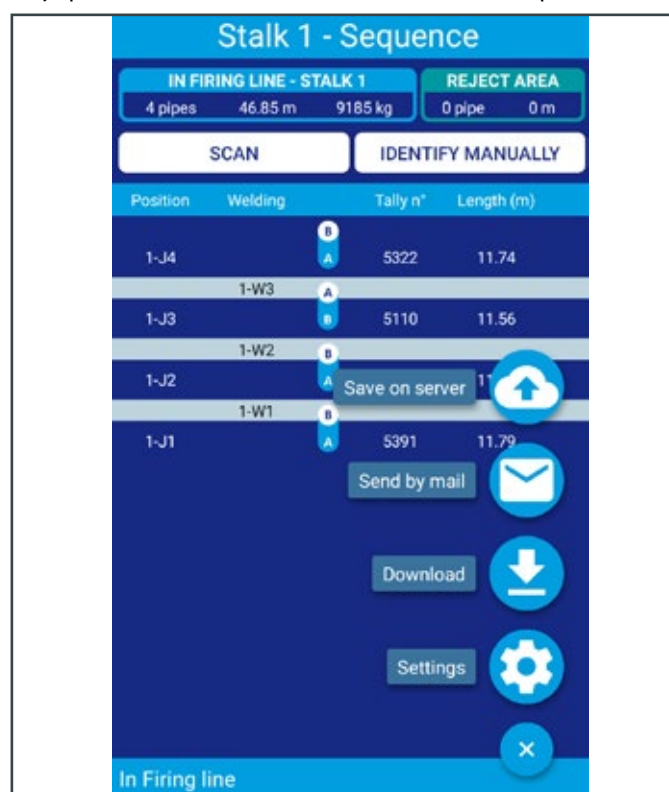 Stalk 1 - Sequence
IN FIRING LINE - STALK 1 REJECT AREA
4 pipes 46.85 m 9185 kg 0 pipe 0 m
SCAN IDENTIFY MANUALLY
Position Welding Tally n° Length (m)
B
1-J4 A 5322 11.74
1-W3 A
1-J3 B 5110 11.56
1-W2 B
1-J2 A Save on server
1-W1 B
1-J1 A 5391 11.79
Send by mail
Download
Settings
In Firing line